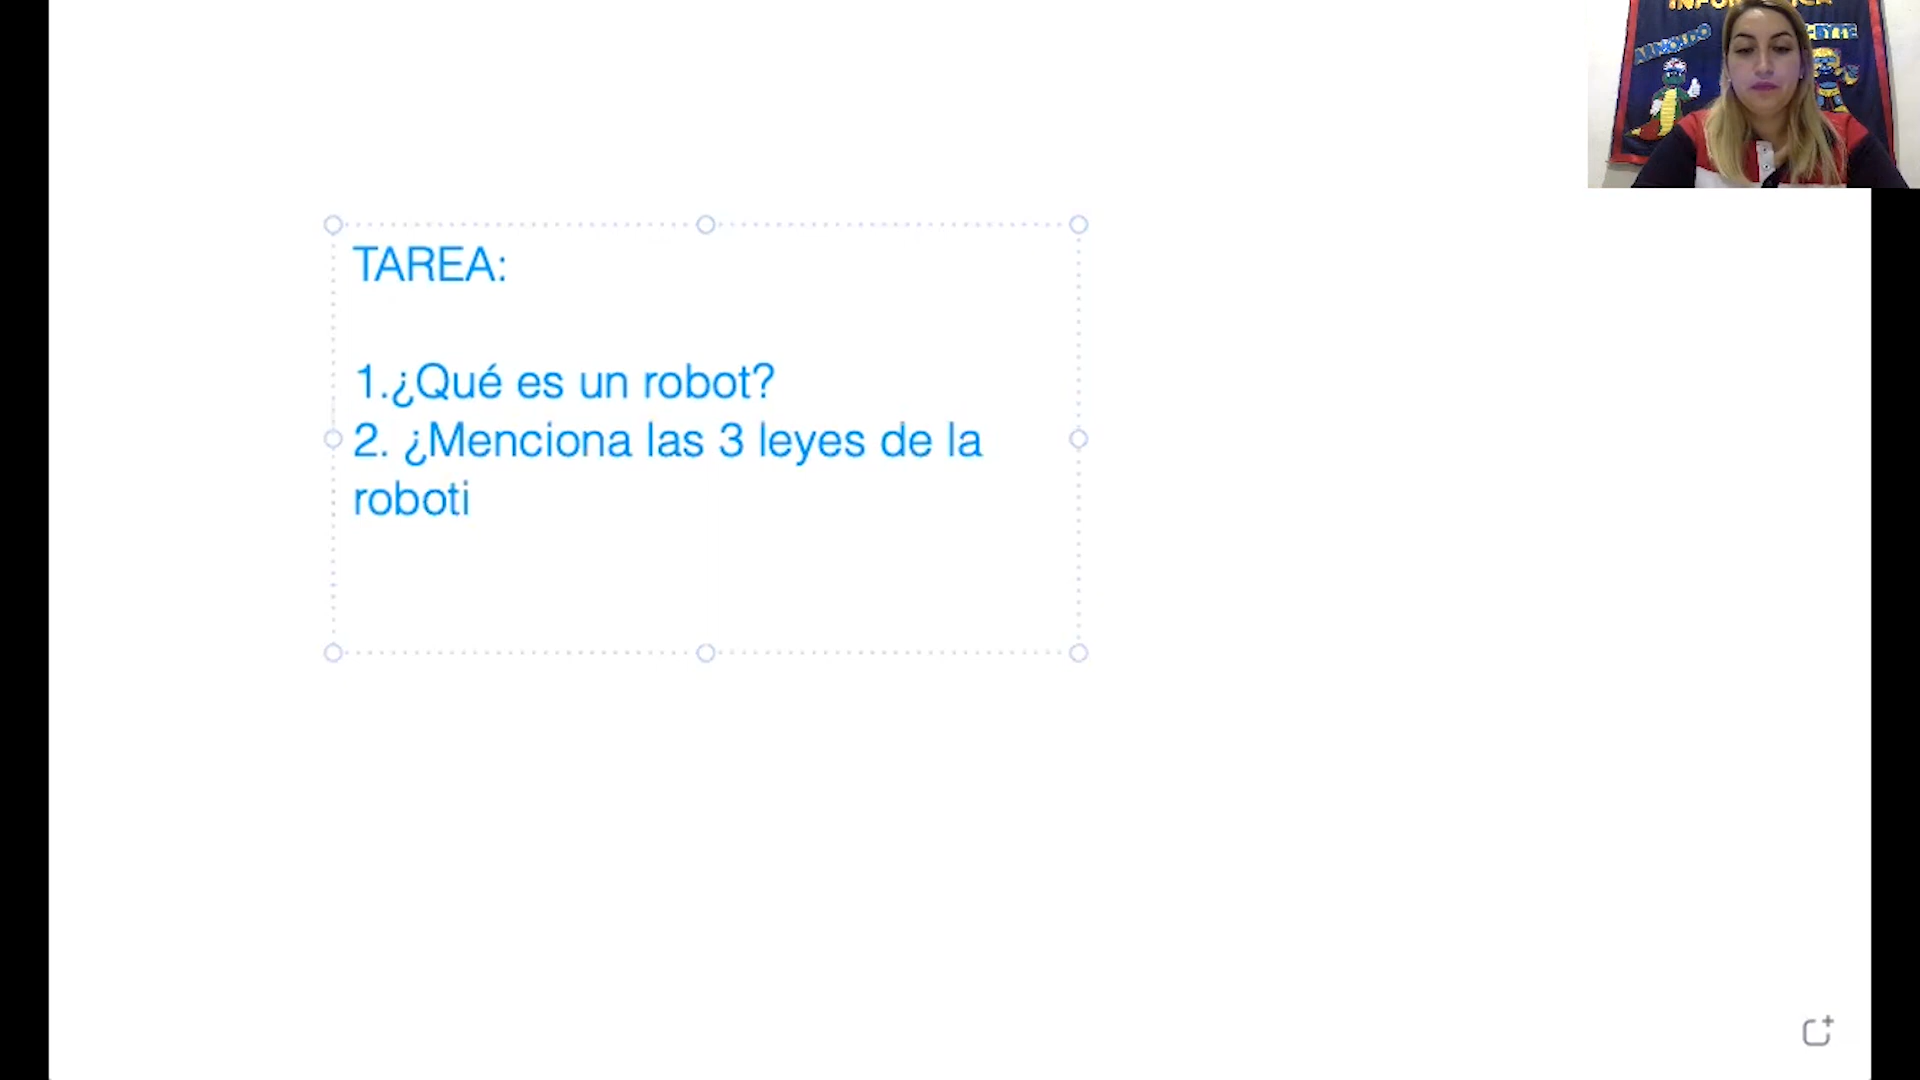 TAREA:
1.¿Qué es un robot?
2. ¿Menciona las 3 leyes de la
roboti